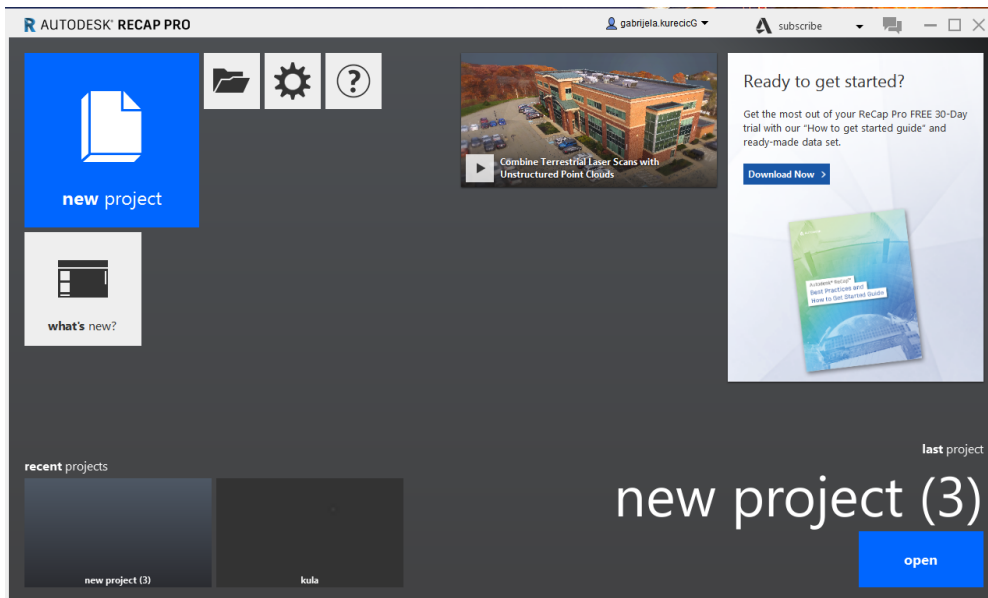 R AUTODESK® RECAP PRO
gabrijela.kurecicG
subscribe
new project
?
what's new?
Combine Terrestrial Laser Scans with
Unstructured Point Clouds
Ready to get started?
Get the most out of your ReCap Pro FREE 30-Day
trial with our "How to get started guide" and
ready-made data set.
Download Now >
Autodesk® Recap™
Best Practices and
How to Get Started Guide
recent projects
new project (3)
kula
last project
new project (3)
open